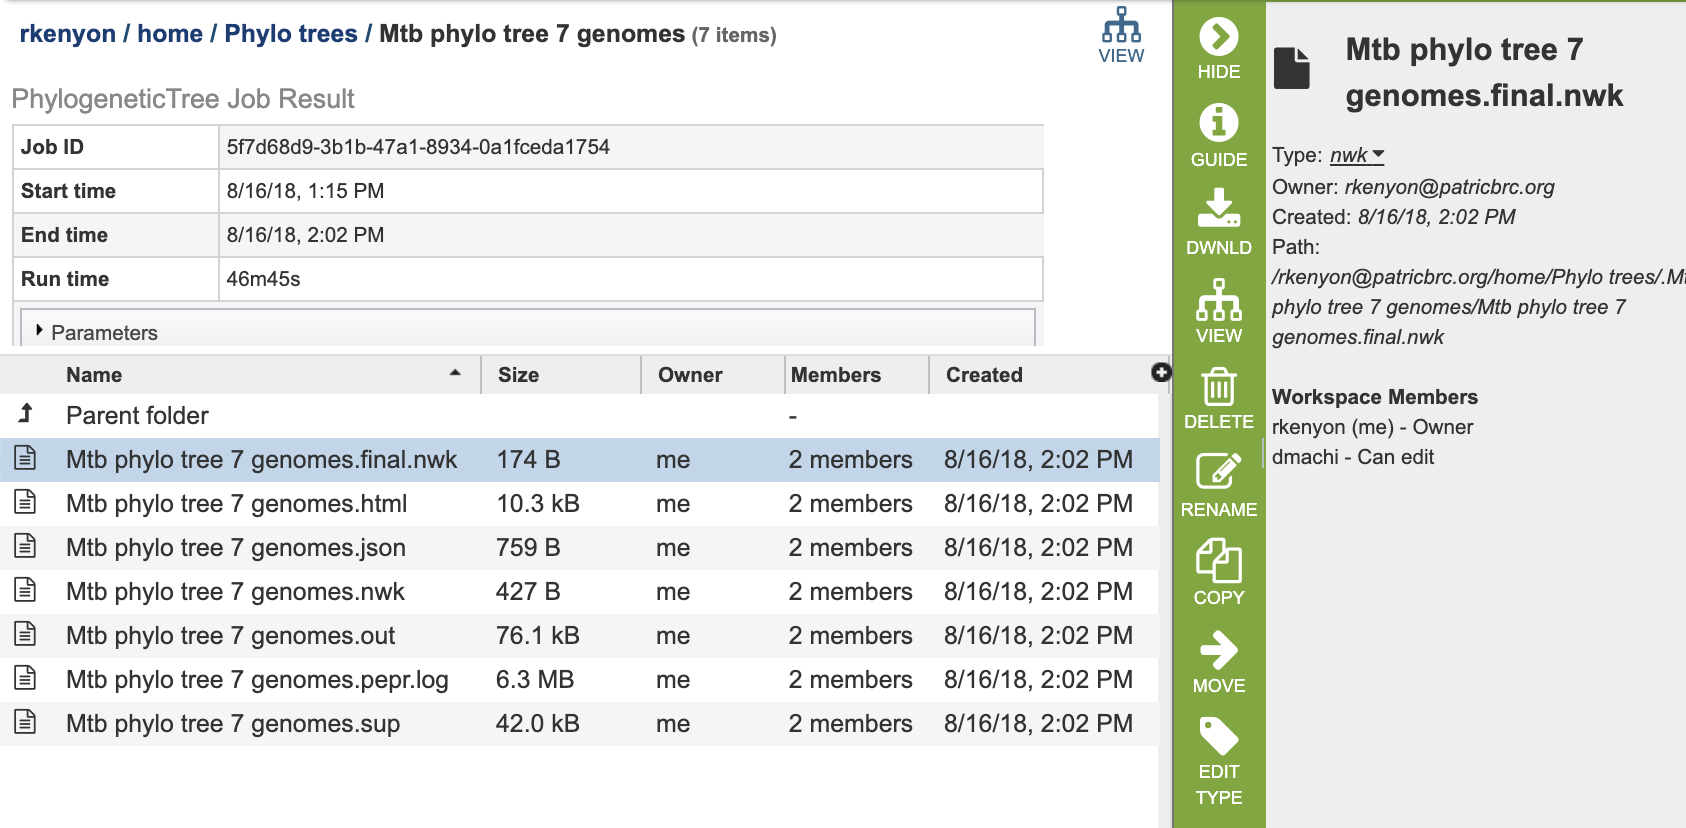 rkenyon / home / Phylo trees / Mtb phylo tree 7 genomes (7 items)
VIEW
PhylogeneticTree Job Result
Job ID 5f7d68d9-3b1b-47a1-8934-0a1fceda1754
Start time 8/16/18, 1:15 PM
End time 8/16/18, 2:02 PM
Run time 46m45s
Parameters
Name Size Owner Members Created
Parent folder -
Mtb phylo tree 7 genomes.final.nwk 174 B me 2 members 8/16/18, 2:02 PM
Mtb phylo tree 7 genomes.html 10.3 kB me 2 members 8/16/18, 2:02 PM
Mtb phylo tree 7 genomes.json 759 B me 2 members 8/16/18, 2:02 PM
Mtb phylo tree 7 genomes.nwk 427 B me 2 members 8/16/18, 2:02 PM
Mtb phylo tree 7 genomes.out 76.1 kB me 2 members 8/16/18, 2:02 PM
Mtb phylo tree 7 genomes.pepr.log 6.3 MB me 2 members 8/16/18, 2:02 PM
Mtb phylo tree 7 genomes.sup 42.0 kB me 2 members 8/16/18, 2:02 PM
HIDE
GUIDE
DWNLD
VIEW
DELETE
RENAME
COPY
MOVE
EDIT
TYPE
Mtb phylo tree 7
genomes.final.nwk
Type: nwk
Owner: rkenyon@patricbrc.org
Created: 8/16/18, 2:02 PM
Path:
/rkenyon@patricbrc.org/home/Phylo trees/.Mt
phylo tree 7 genomes/Mtb phylo tree 7
genomes.final.nwk
Workspace Members
rkenyon (me) - Owner
dmachi - Can edit